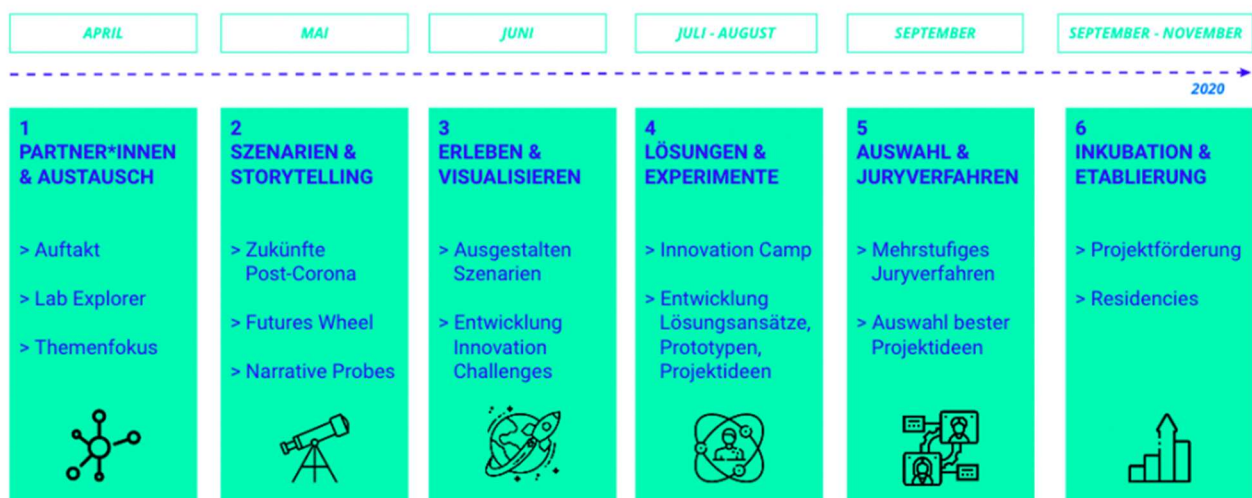 APRIL
MAI
JUNI
JULI - AUGUST
SEPTEMBER
SEPTEMBER - NOVEMBER
2020
1
PARTNER*INNEN
& AUSTAUSCH
> Auftakt
> Lab Explorer
> Themenfokus
2
SZENARIEN &
STORYTELLING
> Zukünfte
Post-Corona
> Futures Wheel
> Narrative Probes
3
ERLEBEN &
VISUALISIEREN
> Ausgestalten
Szenarien
> Entwicklung
Innovation
Challenges
4
LÖSUNGEN &
EXPERIMENTE
> Innovation Camp
> Entwicklung
Lösungsansätze,
Prototypen,
Projektideen
5
AUSWAHL &
JURYVERFAHREN
> Mehrstufiges
Juryverfahren
> Auswahl bester
Projektideen
6
INKUBATION &
ETABLIERUNG
> Projektförderung
> Residencies